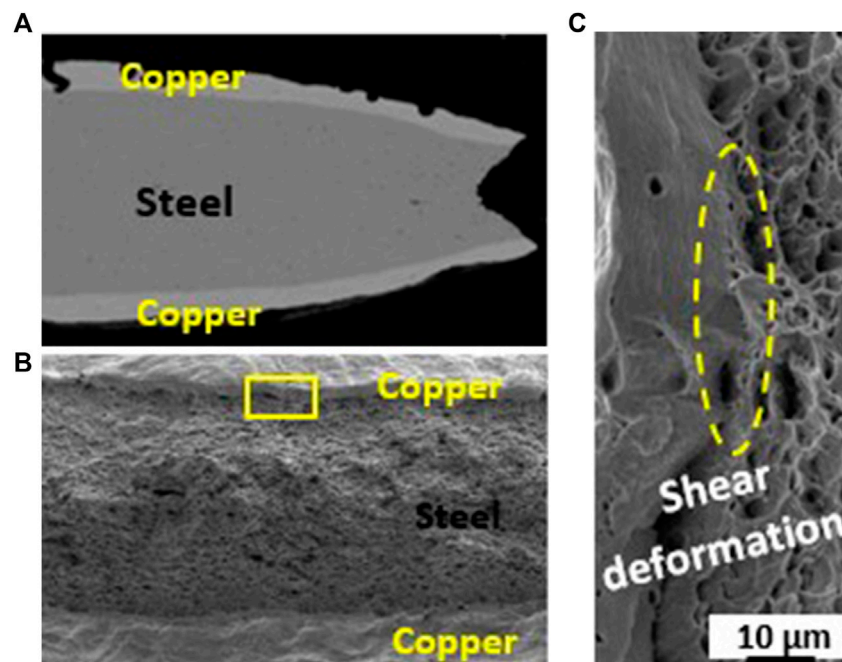 A
Copper
Steel
Copper
B
Copper
Steel
Copper
C
Shear
deformation
10 µm